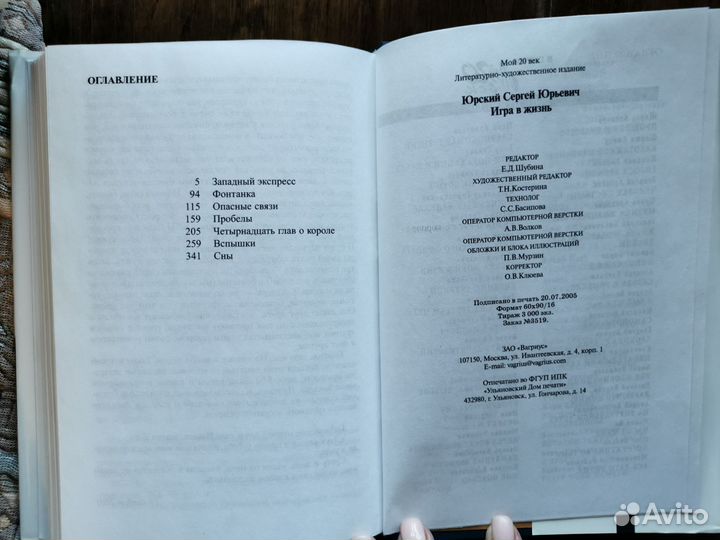 ОГЛАВЛЕНИЕ
5 Западный экспресс
94 Фонтанка
115 Опасные связи
159 Пробелы
205 Четырнадцать глав о короле
259 Вспышки
341 Сны
Мой 20 век
Литературно-художественное издание
Юрский Сергей Юрьевич
Игра в жизнь
РЕДАКТОР
Е.Д.Шубина
ХУДОЖЕСТВЕННЫЙ РЕДАКТОР
Т.Н.Костерина
ТЕХНОЛОГ
С.С.Басипова
ОПЕРАТОР КОМПЬЮТЕРНОЙ ВЕРСТКИ
А.В.Волков
ОПЕРАТОР КОМПЬЮТЕРНОЙ ВЕРСТКИ
ОБЛОЖКИ И БЛОКА ИЛЛЮСТРАЦИЙ
П.В.Мурзин
КОРРЕКТОР
О.В.Клюева
Подписано в печать 20.07.2005
Формат 60х90/16
Тираж 3 000 экз.
Заказ №3519.
ЗАО «Вагриус»
107150, Москва, ул. Ивантеевская, д. 4, корп. 1
E-mail: vagrius@vagrius.com
Отпечатано во ФГУП ИПК
«Ульяновский Дом печати»
432980, г. Ульяновск, ул. Гончарова, д. 14
Avito